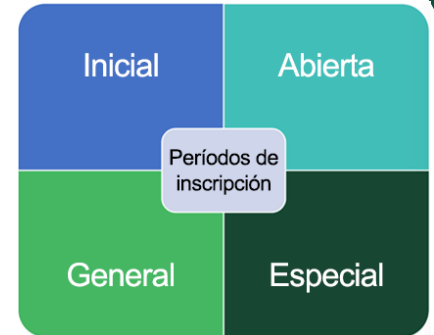 Inicial
Abierta
Períodos de
inscripción
General
Especial